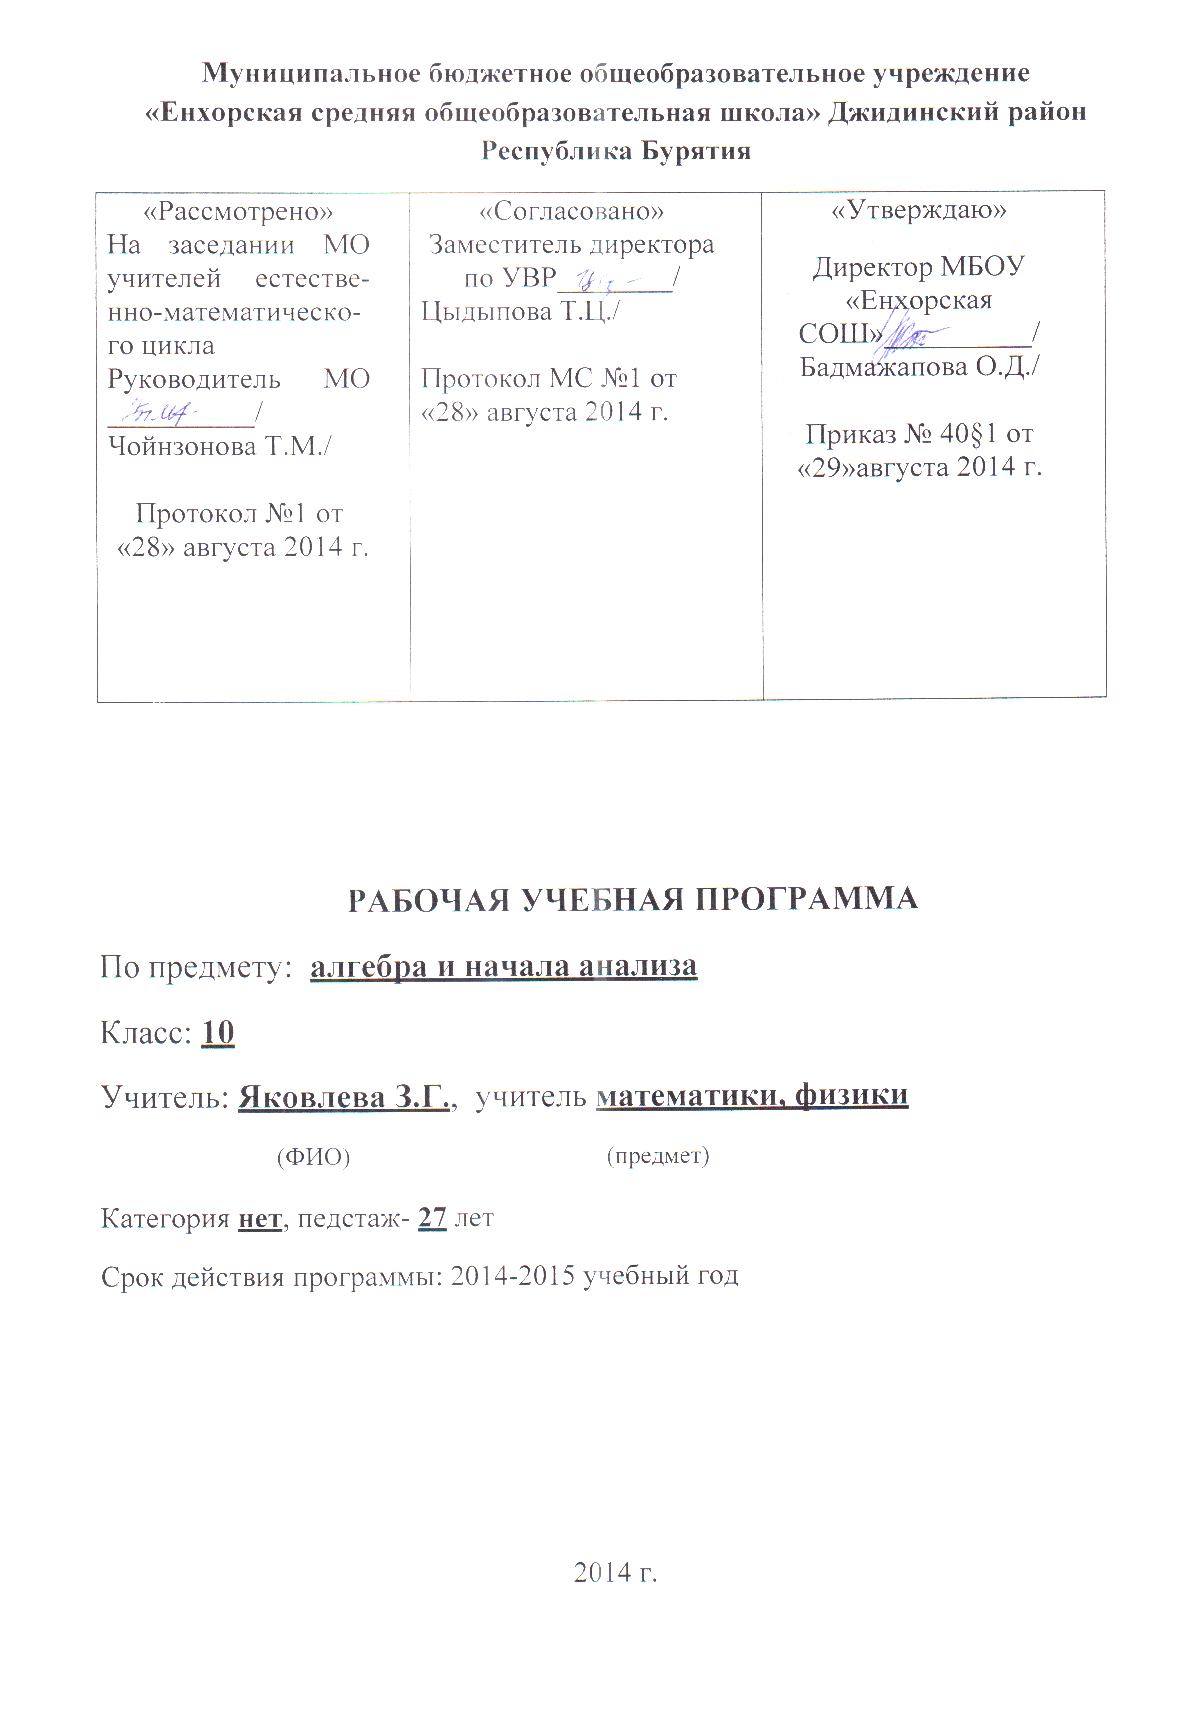 Муниципальное бюджетное общеобразовательное учреждение
«Енхорская средняя общеобразовательная школа» Джидинский район
Республика Бурятия
«Рассмотрено»
На заседании МО
учителей естестве-
нно-математическо-
го цикла
Руководитель МО
___________/
Чойнзонова Т.М./
Протокол №1 от
«28» августа 2014 г.
«Согласовано»
Заместитель директора
по УВР_________/
Цыдыпова Т.Ц./
Протокол МС №1 от
«28» августа 2014 г.
«Утверждаю»
Директор МБОУ
«Енхорская
СОШ»___________/
Бадмажапова О.Д./
Приказ № 40§1 от
«29»августа 2014 г.
РАБОЧАЯ УЧЕБНАЯ ПРОГРАММА
По предмету: алгебра и начала анализа
Класс: 10
Учитель: Яковлева З.Г., учитель математики, физики
(ФИО) (предмет)
Категория нет, педстаж- 27 лет
Срок действия программы: 2014-2015 учебный год
2014 г.